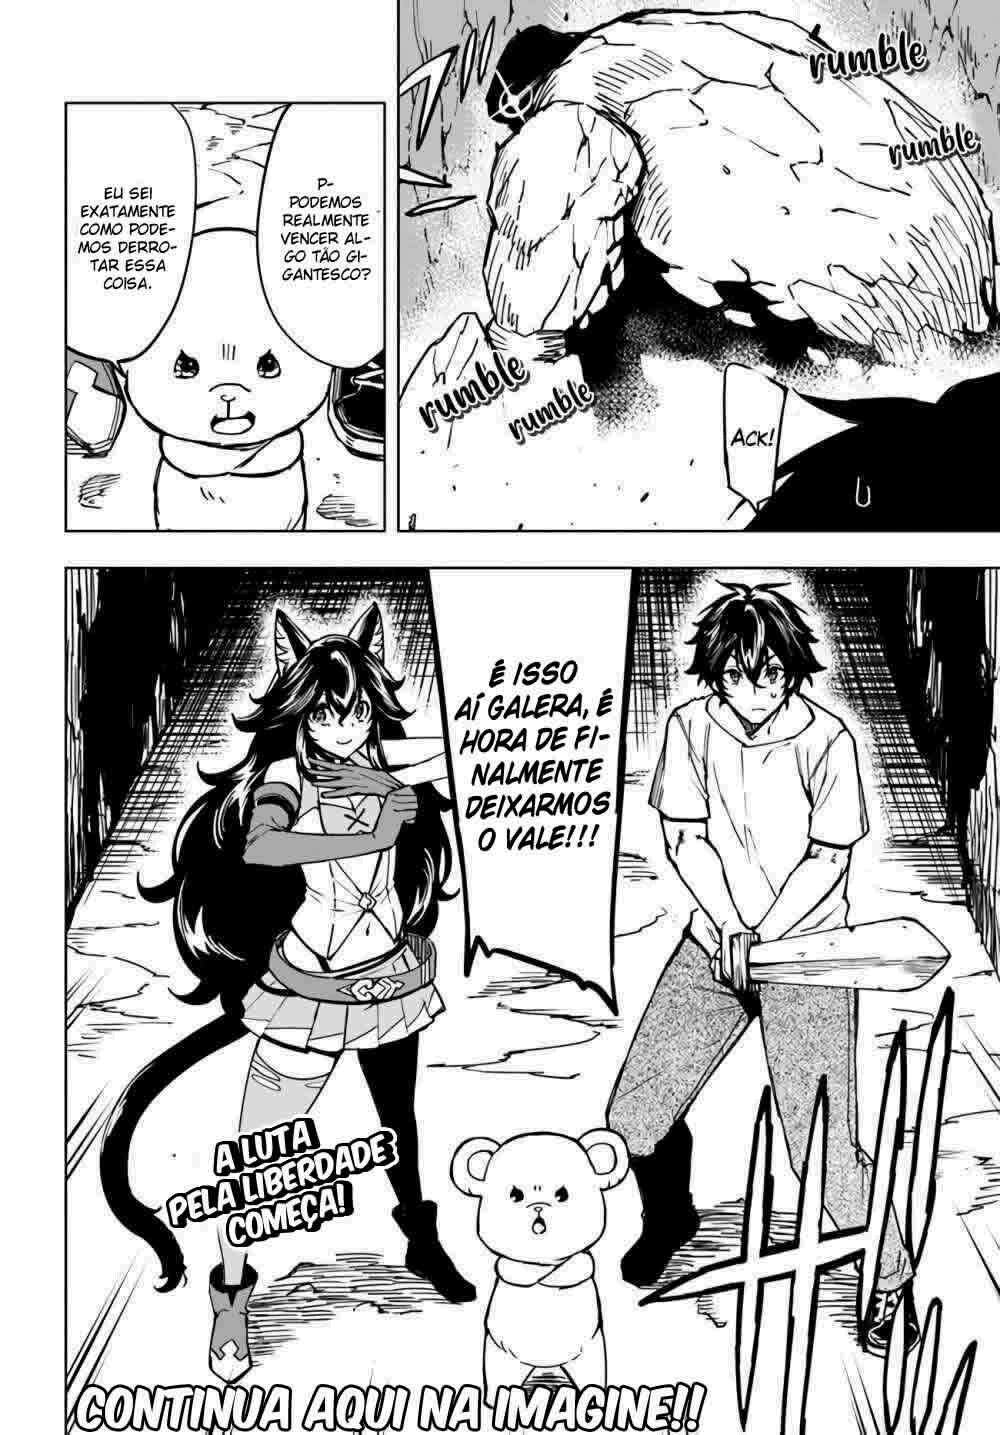 rumble
rumble
rumble
rumble
ACK!
P-
PODEMOS
REALMENTE
VENCER AL-
GO TÃO GI-
GANTESCO?
EU SEI
EXATAMENTE
COMO PODE-
MOS DERRO-
TAR ESSA
COISA.
É ISSO
AÍ GALERA, É
HORA DE FI-
NALMENTE
DEIXARMOS
O VALE!!!
A LUTA
PELA LIBERDADE
COMEÇA!
CONTINUA AQUI NA IMAGINE!!